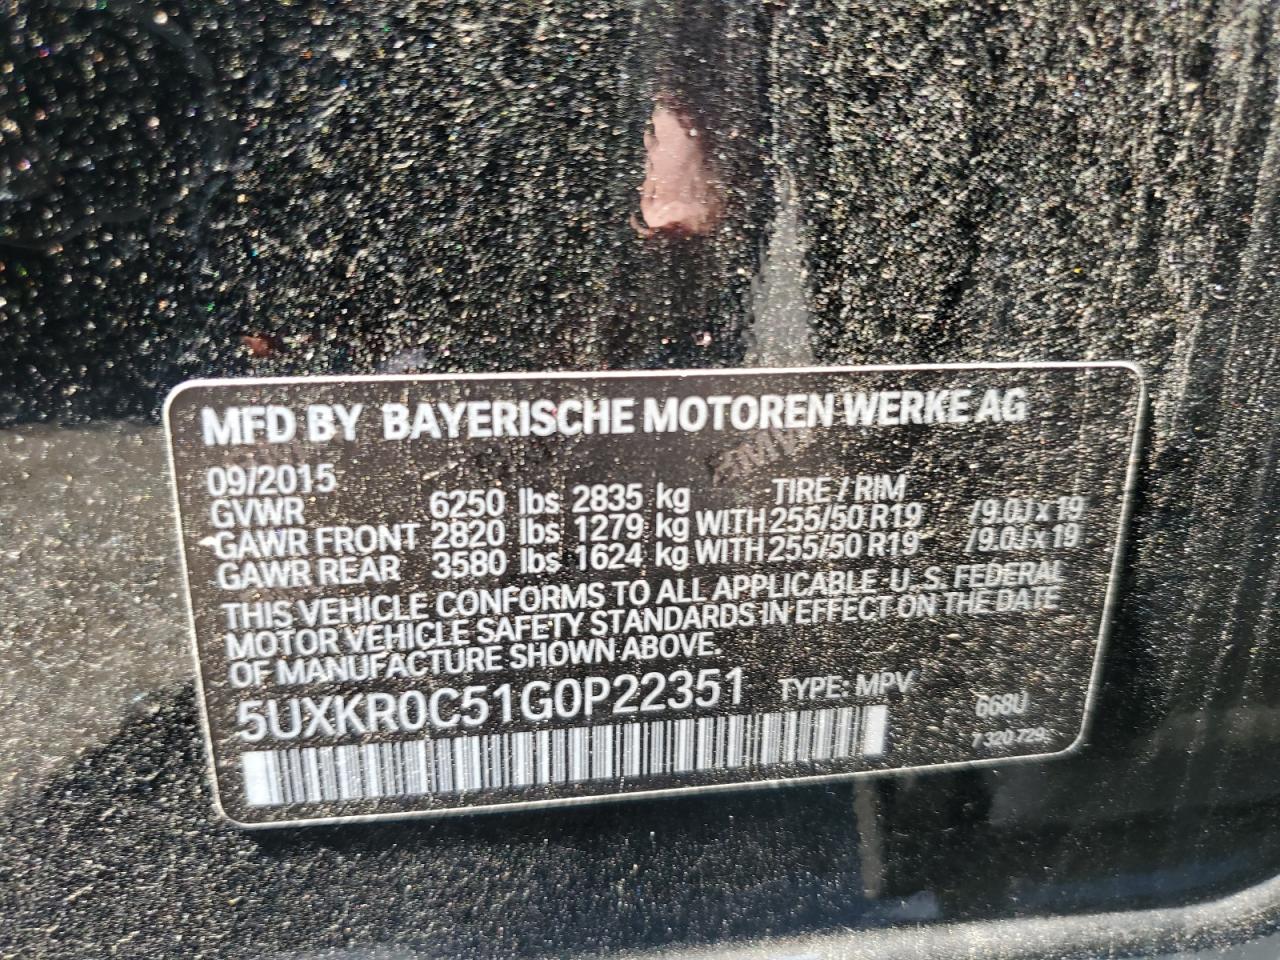 MFD BY BAYERISCHE MOTOREN WERKE AG
09/2015 TIRE / RIM
GVWR 6250 lbs 2835 kg
GAWR FRONT 2820 lbs 1279 kg WITH 255/50 R19 / 9.0J x 19
GAWR REAR 3580 lbs 1624 kg WITH 255/50 R19 / 9.0J x 19
THIS VEHICLE CONFORMS TO ALL APPLICABLE U. S. FEDERAL
MOTOR VEHICLE SAFETY STANDARDS IN EFFECT ON THE DATE
OF MANUFACTURE SHOWN ABOVE.
5UXKR0C51G0P22351 TYPE: MPV
668U
7 320 729